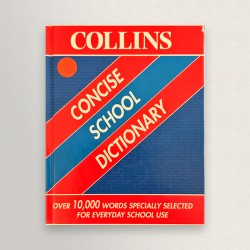 COLLINS
CONCISE
SCHOOL
DICTIONARY
OVER 10,000 WORDS SPECIALLY SELECTED
FOR EVERYDAY SCHOOL USE